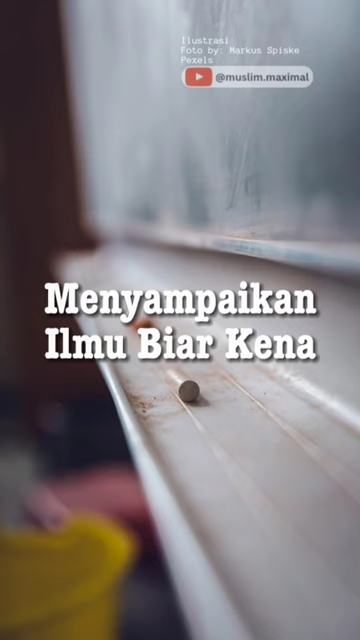 Ilustrasi
Foto by: Markus Spiske
Pexels
@muslim.maximal
Menyampaikan
Ilmu Biar Kena